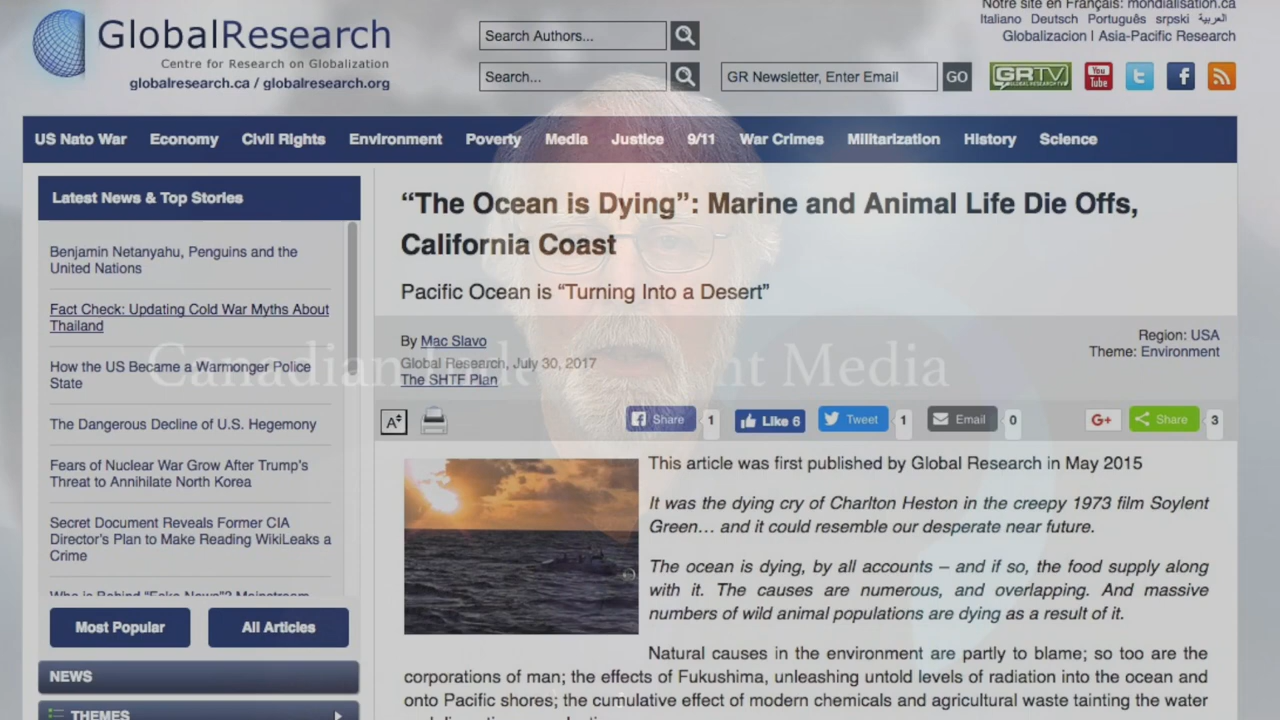 Notre site en Français: mondialisation.ca
Italiano Deutsch Português srpski العربية
Globalizacion | Asia-Pacific Research
GlobalResearch
Centre for Research on Globalization
globalresearch.ca / globalresearch.org
Search Authors...
Search...
GR Newsletter, Enter Email
GO
GRTV
GLOBAL RESEARCH TV
You Tube
US Nato War Economy Civil Rights Environment Poverty Media Justice 9/11 War Crimes Militarization History Science
Latest News & Top Stories
Benjamin Netanyahu, Penguins and the
United Nations
Fact Check: Updating Cold War Myths About
Thailand
How the US Became a Warmonger Police
State
The Dangerous Decline of U.S. Hegemony
Fears of Nuclear War Grow After Trump's
Threat to Annihilate North Korea
Secret Document Reveals Former CIA
Director's Plan to Make Reading WikiLeaks a
Crime
Who is Behind "Fake News"? Mainstream
Most Popular
All Articles
NEWS
THEMES
“The Ocean is Dying”: Marine and Animal Life Die Offs,
California Coast
Pacific Ocean is “Turning Into a Desert”
By Mac Slavo
Global Research, July 30, 2017
The SHTF Plan
Region: USA
Theme: Environment
Canadian Media
A
Share 1
Like 6
Tweet 1
Email 0
G+
Share 3
This article was first published by Global Research in May 2015
It was the dying cry of Charlton Heston in the creepy 1973 film Soylent
Green… and it could resemble our desperate near future.
The ocean is dying, by all accounts – and if so, the food supply along
with it. The causes are numerous, and overlapping. And massive
numbers of wild animal populations are dying as a result of it.
Natural causes in the environment are partly to blame; so too are the
corporations of man; the effects of Fukushima, unleashing untold levels of radiation into the ocean and
onto Pacific shores; the cumulative effect of modern chemicals and agricultural waste tainting the water